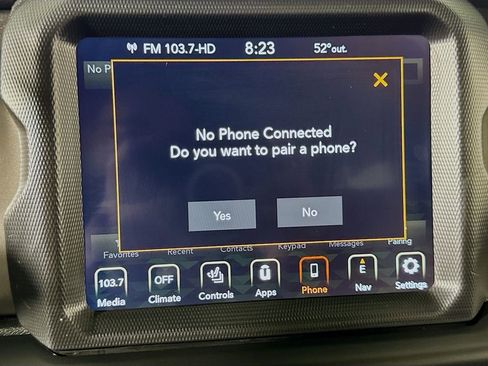 FM 103.7-HD 8:23 52°out.
No P
No Phone Connected
Do you want to pair a phone?
Yes No
Favorites Recent Contacts Keypad Messages Pairing
103.7 OFF E
Media Climate Controls Apps Phone Nav Settings